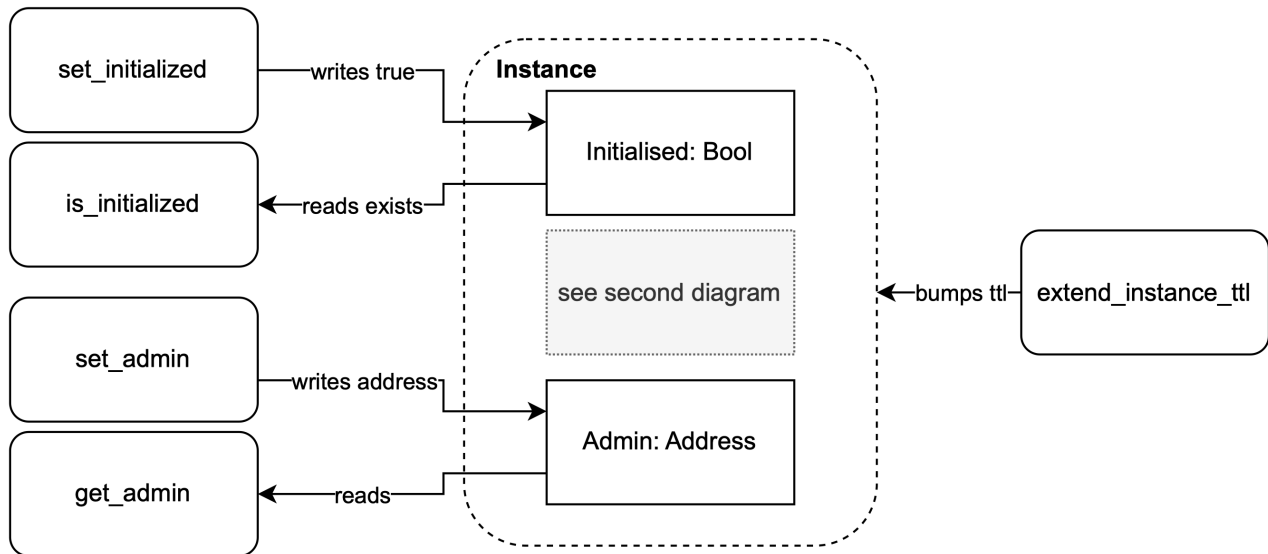 set_initialized
writes true
Instance
Initialised: Bool
is_initialized
reads exists
see second diagram
bumps ttl
extend_instance_ttl
set_admin
writes address
Admin: Address
get_admin
reads